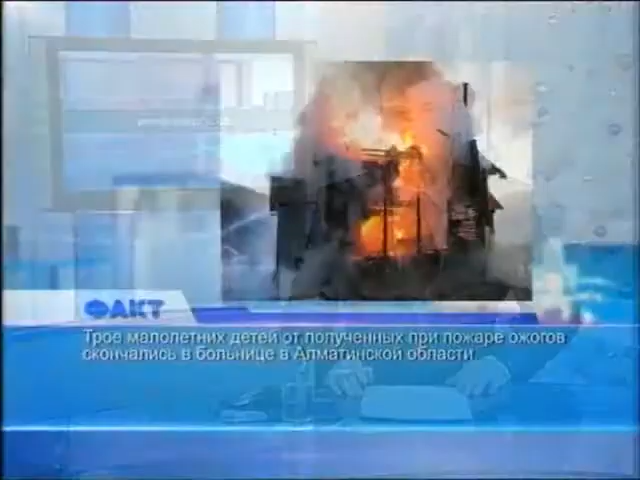 ФАКТ
Трое малолетних детей от полученных при пожаре ожогов
скончались в больнице в Алматинской области